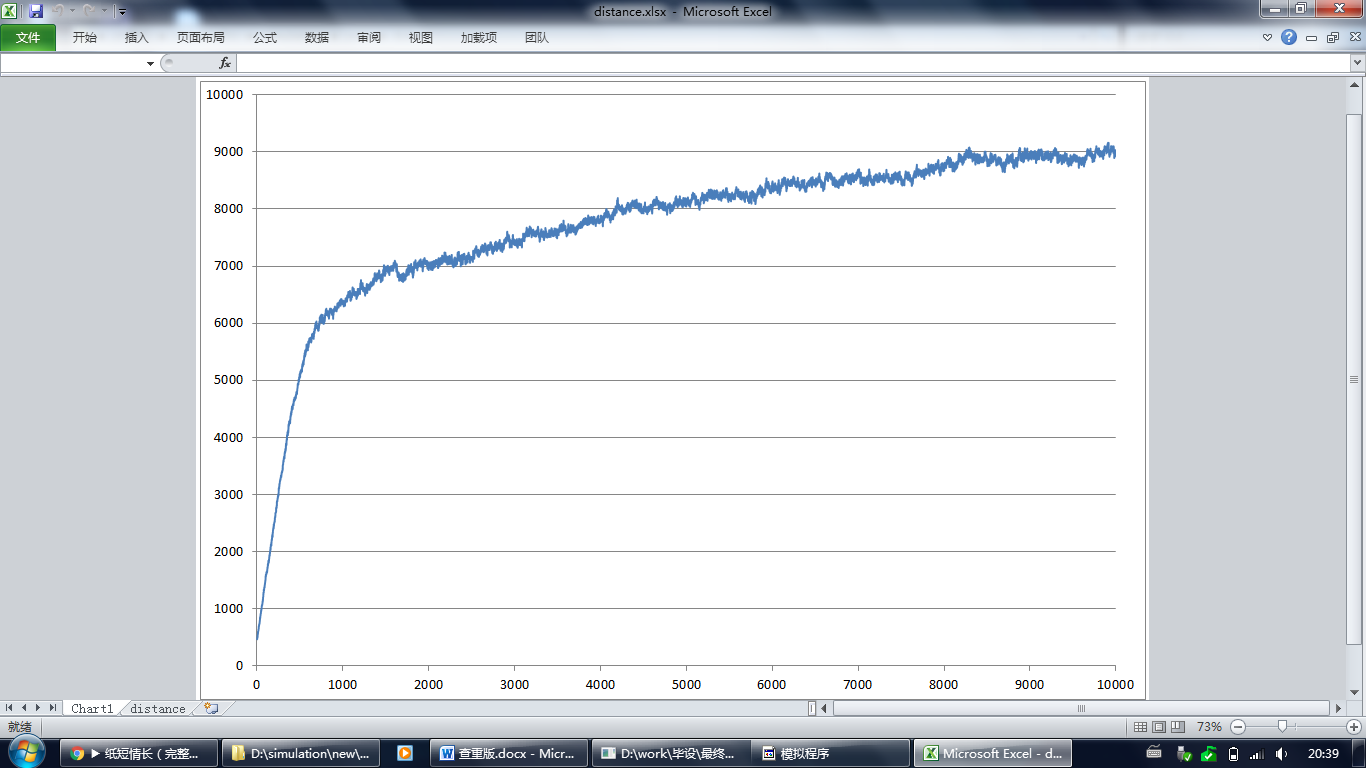 distance.xlsx - Microsoft Excel
文件 开始 插入 页面布局 公式 数据 审阅 视图 加载项 团队
fx
10000
9000
8000
7000
6000
5000
4000
3000
2000
1000
0
0 1000 2000 3000 4000 5000 6000 7000 8000 9000 10000
Chart1 distance
就绪 73%
纸短情长（完整... D:\simulation\new\... 查重版.docx - Micr... D:\work\毕设\最终... 模拟程序 Microsoft Excel - d... 20:39